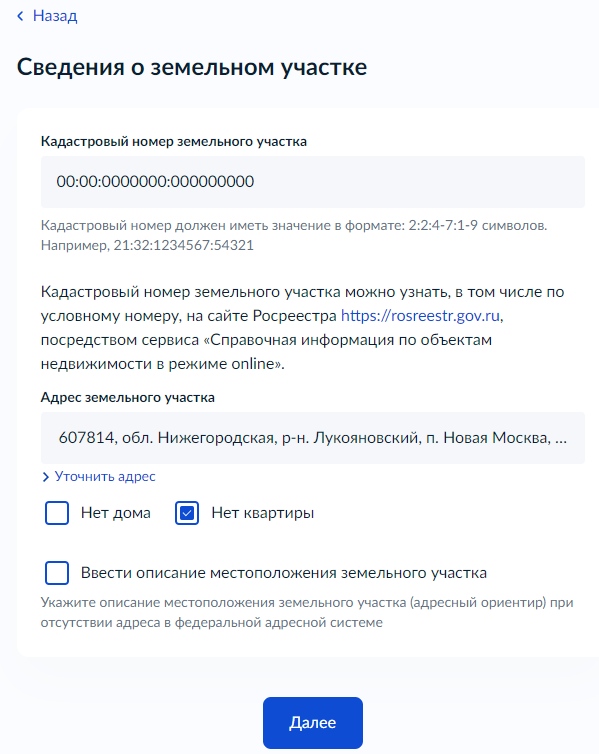 Назад
Сведения о земельном участке
Кадастровый номер земельного участка
00:00:0000000:000000000
Кадастровый номер должен иметь значение в формате: 2:2:4-7:1-9 символов.
Например, 21:32:1234567:54321
Кадастровый номер земельного участка можно узнать, в том числе по
условному номеру, на сайте Росреестра https://rosreestr.gov.ru,
посредством сервиса «Справочная информация по объектам
недвижимости в режиме online».
Адрес земельного участка
607814, обл. Нижегородская, р-н. Лукояновский, п. Новая Москва, ...
Уточнить адрес
Нет дома Нет квартиры
Ввести описание местоположения земельного участка
Укажите описание местоположения земельного участка (адресный ориентир) при
отсутствии адреса в федеральной адресной системе
Далее